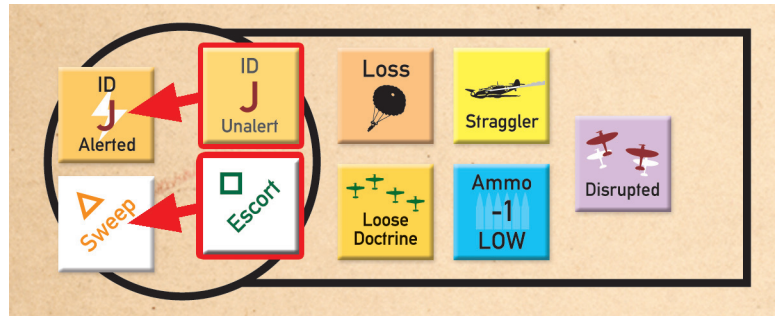 ID
J
Alerted
ID
J
Unalert
Loss
Straggler
Sweep
Escort
Loose
Doctrine
Ammo
-1
LOW
Disrupted